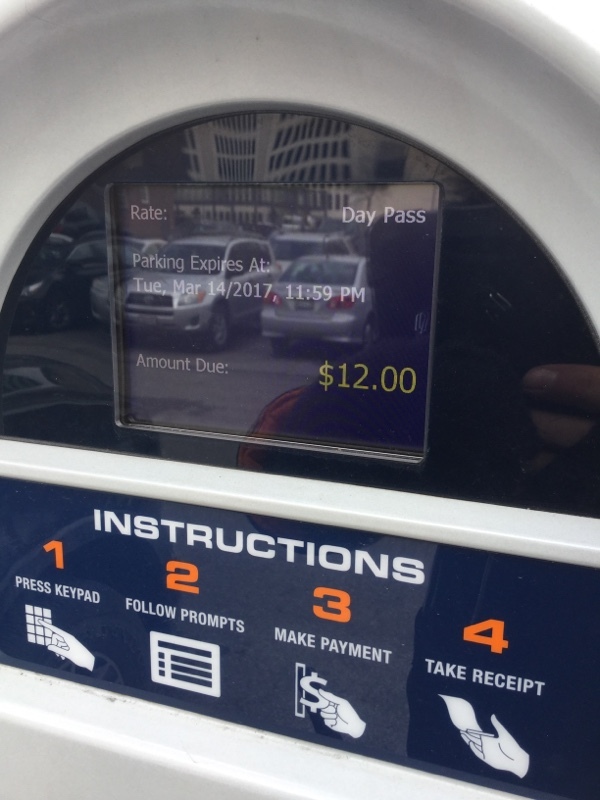 Rate: Day Pass
Parking Expires At:
Tue, Mar 14/2017, 11:59 PM
Amount Due: $12.00
INSTRUCTIONS
1 2 3 4
PRESS KEYPAD FOLLOW PROMPTS MAKE PAYMENT TAKE RECEIPT
$